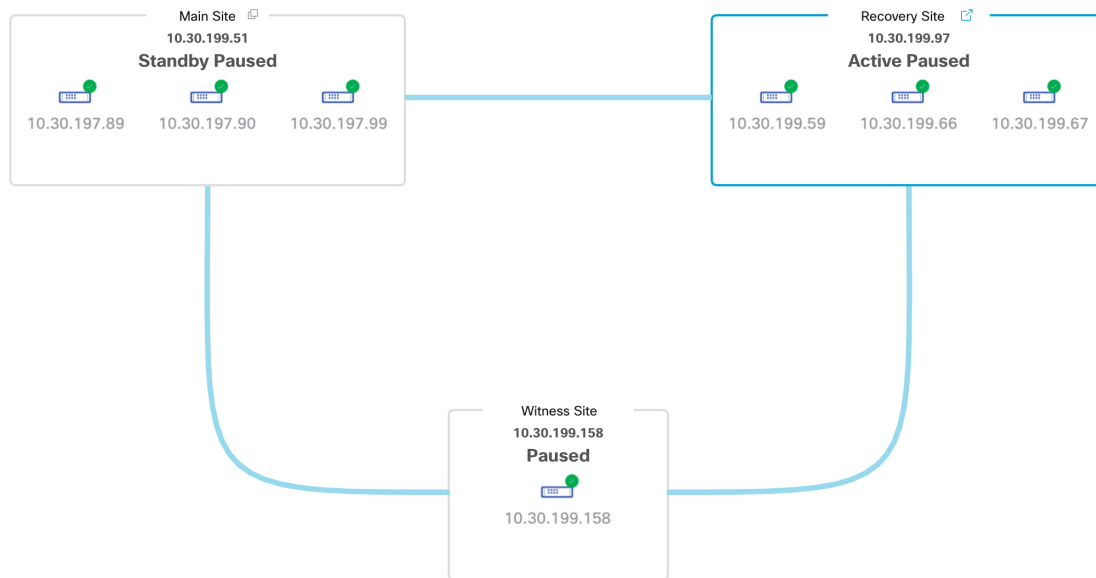 Main Site
10.30.199.51
Standby Paused
10.30.197.89 10.30.197.90 10.30.197.99
Recovery Site
10.30.199.97
Active Paused
10.30.199.59 10.30.199.66 10.30.199.67
Witness Site
10.30.199.158
Paused
10.30.199.158